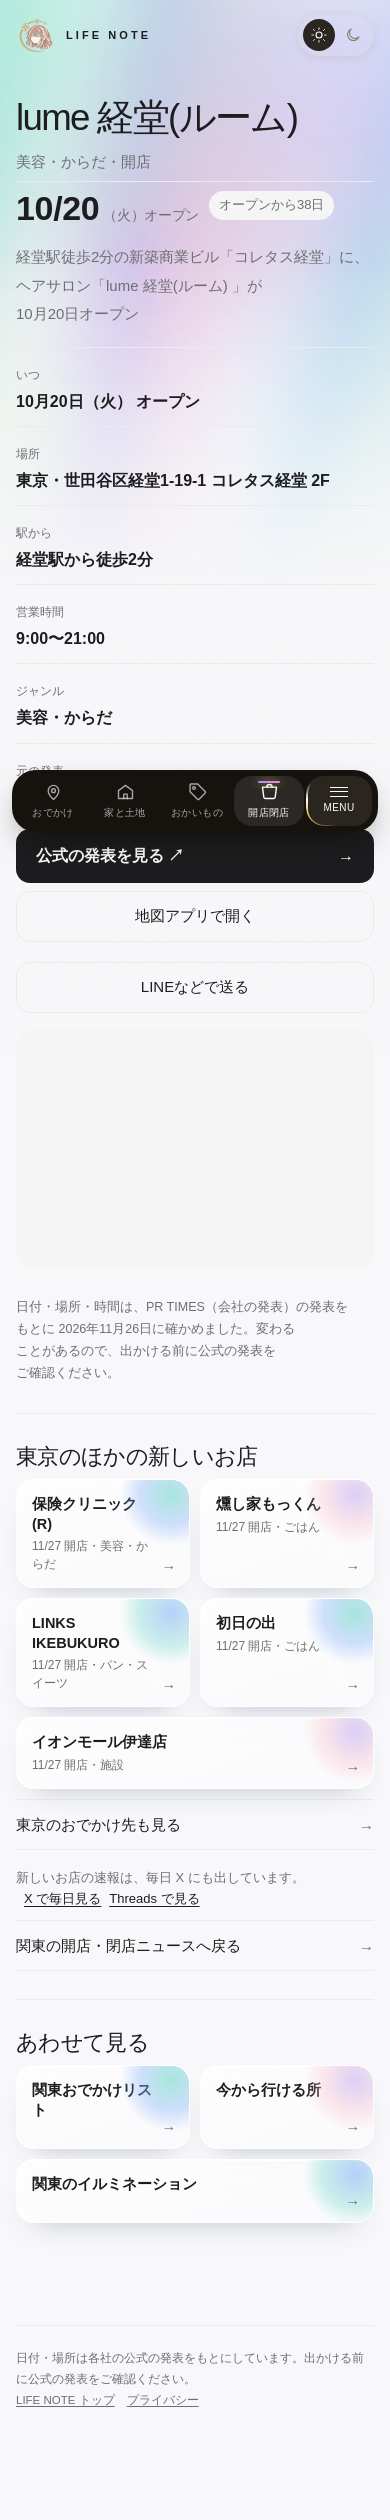 LIFE NOTE
lume 経堂(ルーム)
美容・からだ・開店
10/20 （火）オープン オープンから38日
経堂駅徒歩2分の新築商業ビル「コレタス経堂」に、
ヘアサロン「lume 経堂(ルーム) 」が
10月20日オープン
いつ
10月20日（火） オープン
場所
東京・世田谷区経堂1-19-1 コレタス経堂 2F
駅から
経堂駅から徒歩2分
営業時間
9:00〜21:00
ジャンル
美容・からだ
おでかけ 家と土地 おかいもの 開店閉店 MENU
公式の発表を見る ↗ →
地図アプリで開く
LINEなどで送る
日付・場所・時間は、PR TIMES（会社の発表）の発表を
もとに 2026年11月26日に確かめました。変わる
ことがあるので、出かける前に公式の発表を
ご確認ください。
東京のほかの新しいお店
保険クリニック
(R)
11/27 開店・美容・か
らだ
→
燻し家もっくん
11/27 開店・ごはん
→
LINKS
IKEBUKURO
11/27 開店・パン・ス
イーツ
→
初日の出
11/27 開店・ごはん
→
イオンモール伊達店
11/27 開店・施設
→
東京のおでかけ先も見る →
新しいお店の速報は、毎日 X にも出しています。
X で毎日見る Threads で見る
関東の開店・閉店ニュースへ戻る →
あわせて見る
関東おでかけリス
ト
→
今から行ける所
→
関東のイルミネーション
→
日付・場所は各社の公式の発表をもとにしています。出かける前
に公式の発表をご確認ください。
LIFE NOTE トップ プライバシー